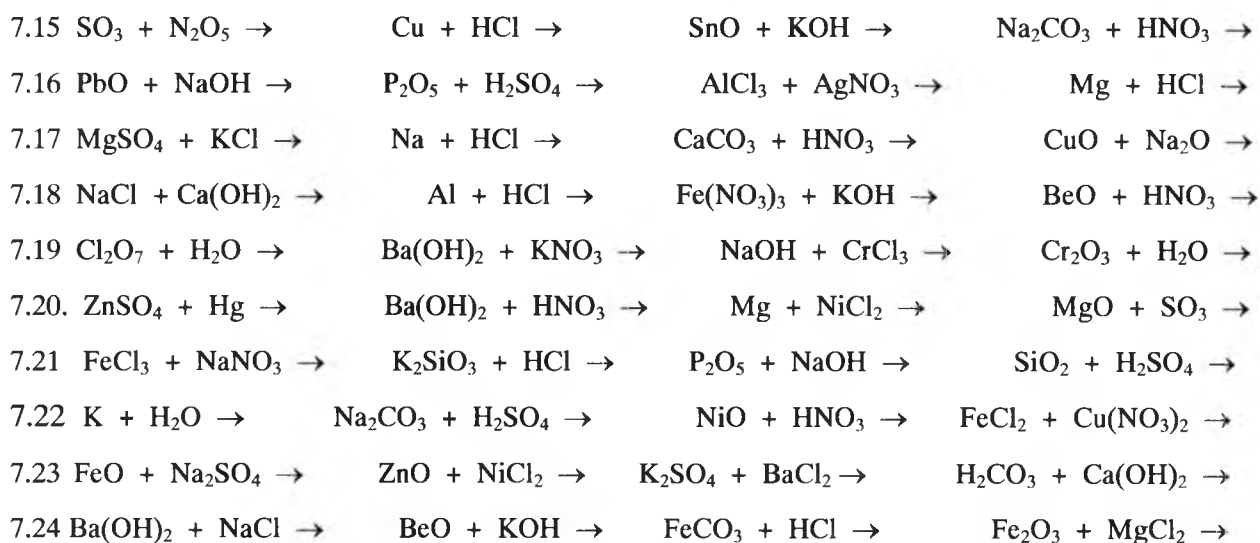 7.15 SO₃ + N₂O₅ → Cu + HCl → SnO + KOH → Na₂CO₃ + HNO₃ →
7.16 PbO + NaOH → P₂O₅ + H₂SO₄ → AlCl₃ + AgNO₃ → Mg + HCl →
7.17 MgSO₄ + KCl → Na + HCl → CaCO₃ + HNO₃ → CuO + Na₂O →
7.18 NaCl + Ca(OH)₂ → Al + HCl → Fe(NO₃)₃ + KOH → BeO + HNO₃ →
7.19 Cl₂O₇ + H₂O → Ba(OH)₂ + KNO₃ → NaOH + CrCl₃ → Cr₂O₃ + H₂O →
7.20. ZnSO₄ + Hg → Ba(OH)₂ + HNO₃ → Mg + NiCl₂ → MgO + SO₃ →
7.21 FeCl₃ + NaNO₃ → K₂SiO₃ + HCl → P₂O₅ + NaOH → SiO₂ + H₂SO₄ →
7.22 K + H₂O → Na₂CO₃ + H₂SO₄ → NiO + HNO₃ → FeCl₂ + Cu(NO₃)₂ →
7.23 FeO + Na₂SO₄ → ZnO + NiCl₂ → K₂SO₄ + BaCl₂ → H₂CO₃ + Ca(OH)₂ →
7.24 Ba(OH)₂ + NaCl → BeO + KOH → FeCO₃ + HCl → Fe₂O₃ + MgCl₂ →